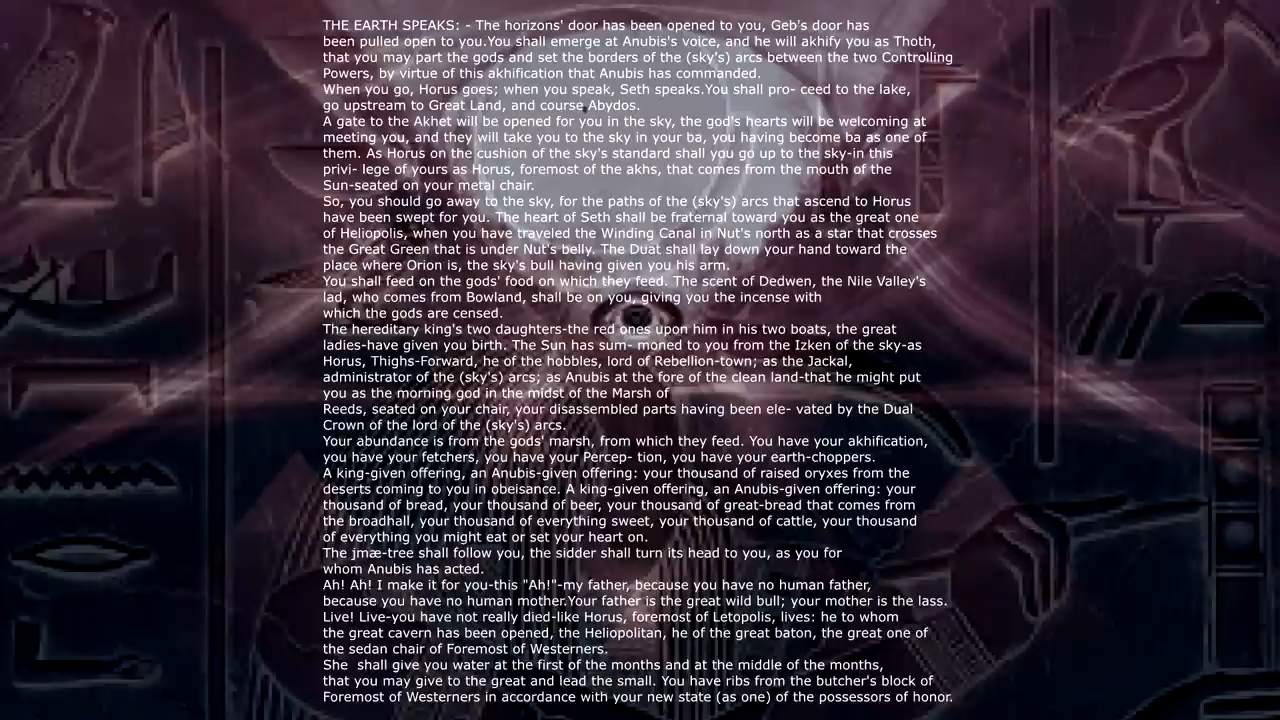 THE EARTH SPEAKS: - The horizons' door has been opened to you, Geb's door has
been pulled open to you.You shall emerge at Anubis's voice, and he will akhify you as Thoth,
that you may part the gods and set the borders of the (sky's) arcs between the two Controlling
Powers, by virtue of this akhification that Anubis has commanded.
When you go, Horus goes; when you speak, Seth speaks.You shall pro- ceed to the lake,
go upstream to Great Land, and course Abydos.
A gate to the Akhet will be opened for you in the sky, the god's hearts will be welcoming at
meeting you, and they will take you to the sky in your ba, you having become ba as one of
them. As Horus on the cushion of the sky's standard shall you go up to the sky-in this
privi- lege of yours as Horus, foremost of the akhs, that comes from the mouth of the
Sun-seated on your metal chair.
So, you should go away to the sky, for the paths of the (sky's) arcs that ascend to Horus
have been swept for you. The heart of Seth shall be fraternal toward you as the great one
of Heliopolis, when you have traveled the Winding Canal in Nut's north as a star that crosses
the Great Green that is under Nut's belly. The Duat shall lay down your hand toward the
place where Orion is, the sky's bull having given you his arm.
You shall feed on the gods' food on which they feed. The scent of Dedwen, the Nile Valley's
lad, who comes from Bowland, shall be on you, giving you the incense with
which the gods are censed.
The hereditary king's two daughters-the red ones upon him in his two boats, the great
ladies-have given you birth. The Sun has sum- moned to you from the Izken of the sky-as
Horus, Thighs-Forward, he of the hobbles, lord of Rebellion-town; as the Jackal,
administrator of the (sky's) arcs; as Anubis at the fore of the clean land-that he might put
you as the morning god in the midst of the Marsh of
Reeds, seated on your chair, your disassembled parts having been ele- vated by the Dual
Crown of the lord of the (sky's) arcs.
Your abundance is from the gods' marsh, from which they feed. You have your akhification,
you have your fetchers, you have your Percep- tion, you have your earth-choppers.
A king-given offering, an Anubis-given offering: your thousand of raised oryxes from the
deserts coming to you in obeisance. A king-given offering, an Anubis-given offering: your
thousand of bread, your thousand of beer, your thousand of great-bread that comes from
the broadhall, your thousand of everything sweet, your thousand of cattle, your thousand
of everything you might eat or set your heart on.
The jmæ-tree shall follow you, the sidder shall turn its head to you, as you for
whom Anubis has acted.
Ah! Ah! I make it for you-this "Ah!"-my father, because you have no human father,
because you have no human mother.Your father is the great wild bull; your mother is the lass.
Live! Live-you have not really died-like Horus, foremost of Letopolis, lives: he to whom
the great cavern has been opened, the Heliopolitan, he of the great baton, the great one of
the sedan chair of Foremost of Westerners.
She  shall give you water at the first of the months and at the middle of the months,
that you may give to the great and lead the small. You have ribs from the butcher's block of
Foremost of Westerners in accordance with your new state (as one) of the possessors of honor.